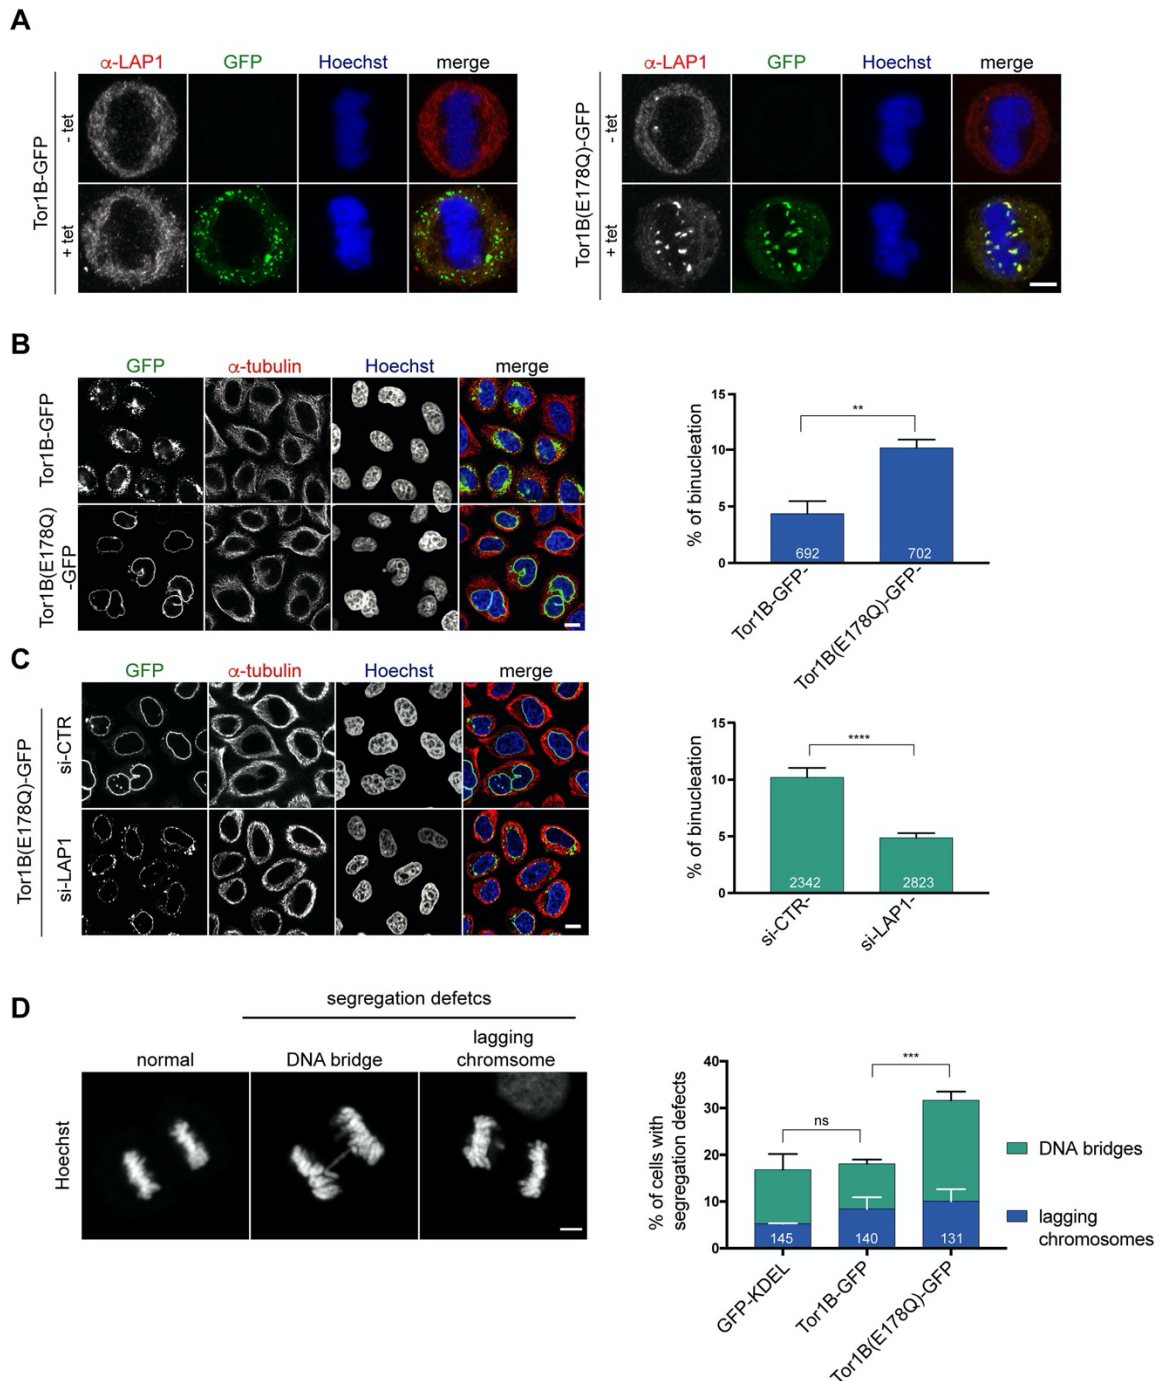 A
α-LAP1 GFP Hoechst merge
Tor1B-GFP
- tet
+ tet
α-LAP1 GFP Hoechst merge
Tor1B(E178Q)-GFP
- tet
+ tet
B
GFP α-tubulin Hoechst merge
Tor1B-GFP
Tor1B(E178Q)
-GFP
% of binucleation
15
10
5
0
**
692 702
Tor1B-GFP-
Tor1B(E178Q)-GFP-
C
GFP α-tubulin Hoechst merge
Tor1B(E178Q)-GFP
si-CTR
si-LAP1
% of binucleation
15
10
5
0
****
2342 2823
si-CTR-
si-LAP1-
D
segregation defetcs
normal DNA bridge lagging
chromsome
Hoechst
% of cells with
segregation defects
40
30
20
10
0
ns
***
145 140 131
GFP-KDEL
Tor1B-GFP
Tor1B(E178Q)-GFP
DNA bridges
lagging
chromosomes